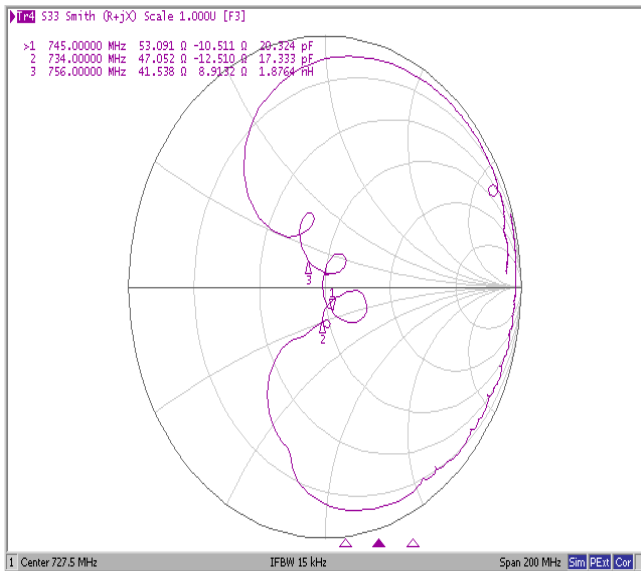 Tr4 S33 Smith (R+jX) Scale 1.000U [F3]
>1 745.00000 MHz 53.091 Ω -10.511 Ω 20.324 pF
2 734.00000 MHz 47.052 Ω -12.510 Ω 17.333 pF
3 756.00000 MHz 41.538 Ω 8.9132 Ω 1.8764 nH
3
1
2
1 Center 727.5 MHz IFBW 15 kHz Span 200 MHz Sim PExt Cor